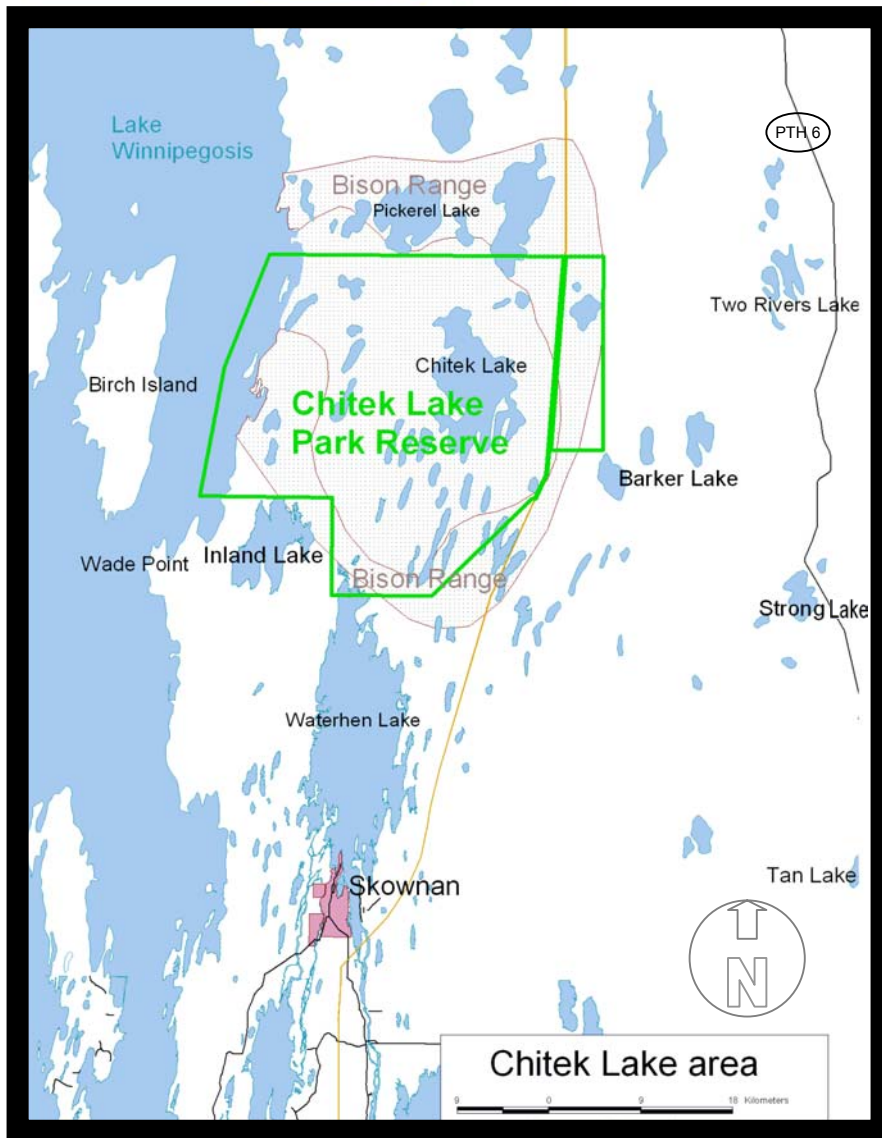 Lake
Winnipegosis
PTH 6
Bison Range
Pickerel Lake
Two Rivers Lake
Chitek Lake
Birch Island
Chitek Lake
Park Reserve
Barker Lake
Wade Point
Inland Lake
Bison Range
Strong Lake
Waterhen Lake
Skownan
Tan Lake
N
Chitek Lake area
9 0 9 18 Kilometers